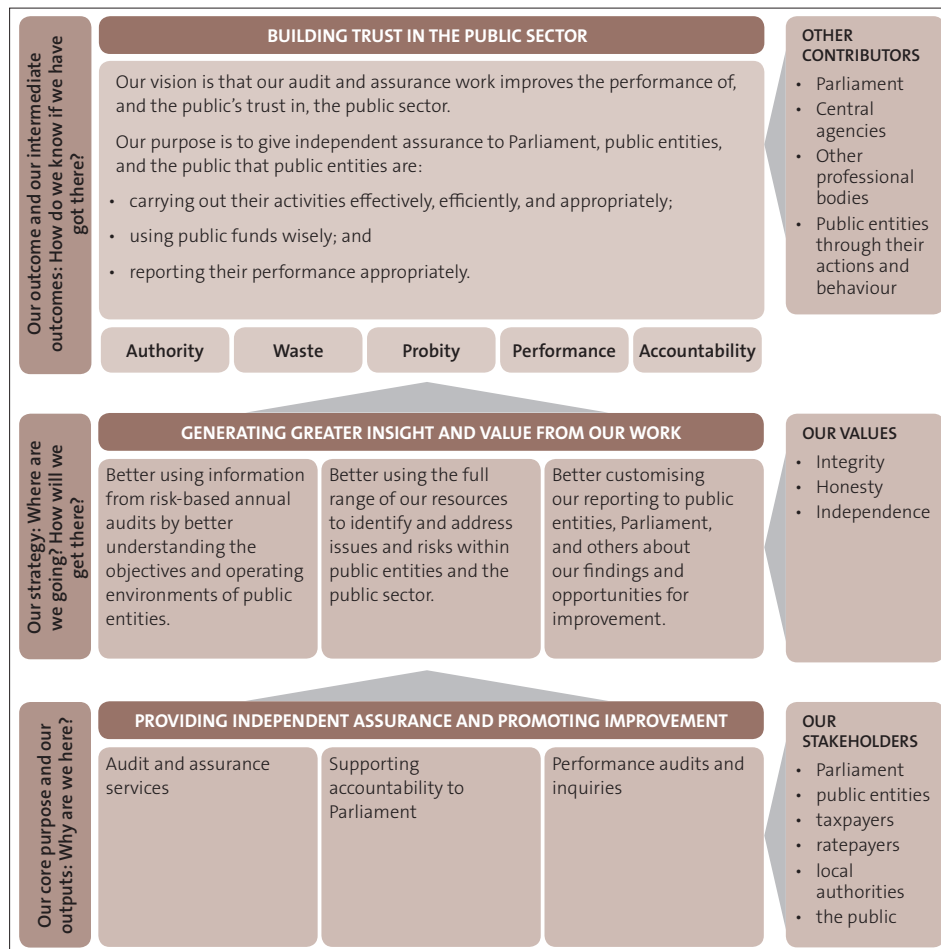 Our outcome and our intermediate
outcomes: How do we know if we have
got there?
BUILDING TRUST IN THE PUBLIC SECTOR
Our vision is that our audit and assurance work improves the performance of,
and the public’s trust in, the public sector.
Our purpose is to give independent assurance to Parliament, public entities,
and the public that public entities are:
• carrying out their activities effectively, efficiently, and appropriately;
• using public funds wisely; and
• reporting their performance appropriately.
Authority
Waste
Probity
Performance
Accountability
OTHER
CONTRIBUTORS
• Parliament
• Central
agencies
• Other
professional
bodies
• Public entities
through their
actions and
behaviour
Our strategy: Where are
we going? How will we
get there?
GENERATING GREATER INSIGHT AND VALUE FROM OUR WORK
Better using information
from risk-based annual
audits by better
understanding the
objectives and operating
environments of public
entities.
Better using the full
range of our resources
to identify and address
issues and risks within
public entities and the
public sector.
Better customising
our reporting to public
entities, Parliament,
and others about
our findings and
opportunities for
improvement.
OUR VALUES
• Integrity
• Honesty
• Independence
Our core purpose and our
outputs: Why are we here?
PROVIDING INDEPENDENT ASSURANCE AND PROMOTING IMPROVEMENT
Audit and assurance
services
Supporting
accountability to
Parliament
Performance audits and
inquiries
OUR
STAKEHOLDERS
• Parliament
• public entities
• taxpayers
• ratepayers
• local
authorities
• the public